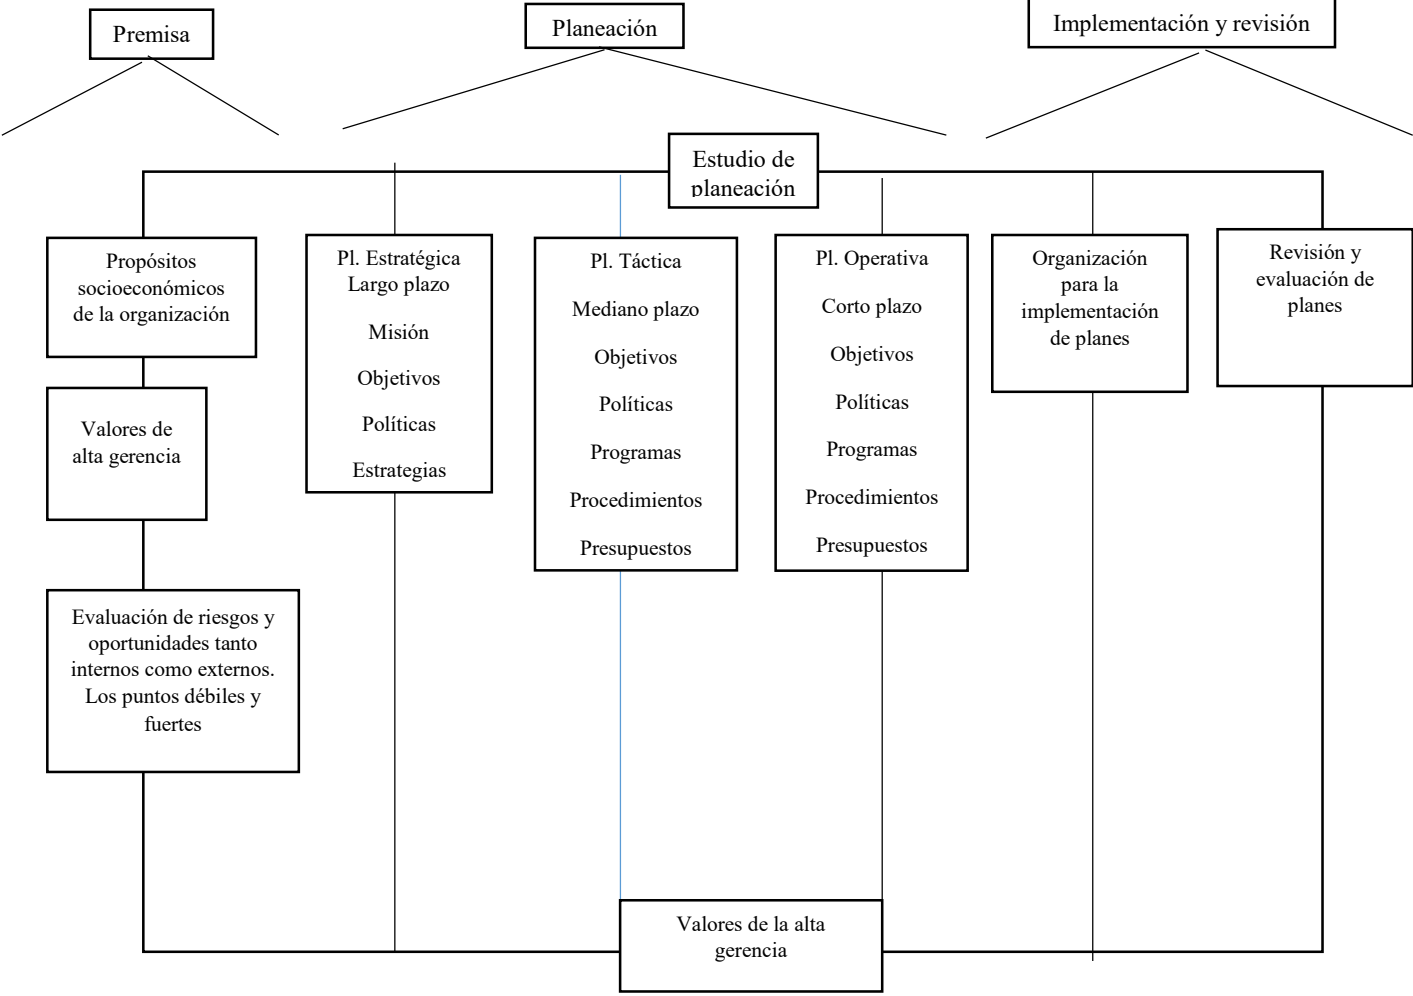 Premisa
Planeación
Implementación y revisión
Estudio de
planeación
Propósitos
socioeconómicos
de la organización
Valores de
alta gerencia
Evaluación de riesgos y
oportunidades tanto
internos como externos.
Los puntos débiles y
fuertes
Pl. Estratégica
Largo plazo
Misión
Objetivos
Políticas
Estrategias
Pl. Táctica
Mediano plazo
Objetivos
Políticas
Programas
Procedimientos
Presupuestos
Pl. Operativa
Corto plazo
Objetivos
Políticas
Programas
Procedimientos
Presupuestos
Organización
para la
implementación
de planes
Revisión y
evaluación de
planes
Valores de la alta
gerencia